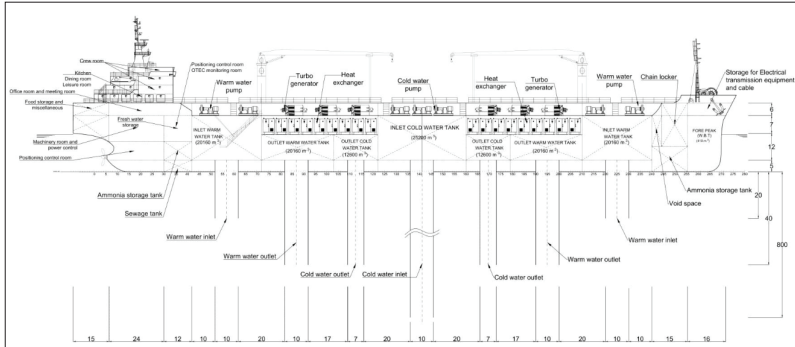 Crew room
Kitchen
Dining room
Leisure room
Office room and meeting room
Food storage and
miscellaneous
Fresh water
storage
Machinery room and
power control
Positioning control room
Positioning control room
OTEC monitoring room
Warm water
pump
Turbo
generator
Heat
exchanger
Cold water
pump
Heat
exchanger
Turbo
generator
Warm water
pump
Chain locker
Storage for Electrical
transmission equipment
and cable
INLET WARM
WATER TANK
(20160 m³)
OUTLET WARM WATER TANK
(20160 m³)
OUTLET COLD
WATER TANK
(12600 m³)
INLET COLD WATER TANK
OUTLET COLD
WATER TANK
(12600 m³)
OUTLET WARM WATER TANK
(20160 m³)
INLET WARM
WATER TANK
(20160 m³)
FORE PEAK
(W.B.T)
6
7
12
5
20
40
800
Ammonia storage tank
Sewage tank
Warm water inlet
Warm water outlet
Cold water outlet
Cold water inlet
Cold water outlet
Warm water outlet
Warm water inlet
Void space
Ammonia storage tank
15 24 12 10 10 20 10 17 7 20 10 20 7 17 10 20 10 10 15 16